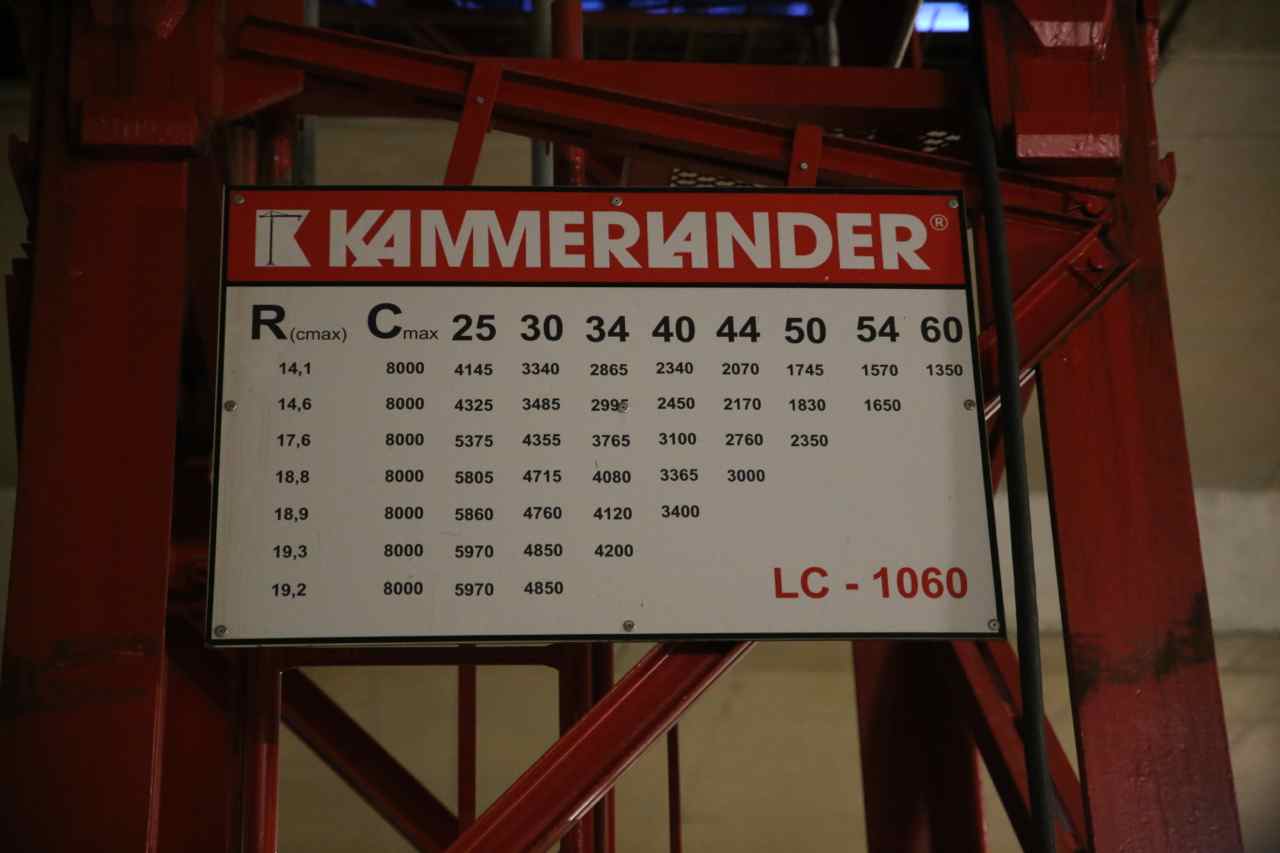 KAMMERLANDER®
R(cmax) Cmax 25 30 34 40 44 50 54 60
14,1 8000 4145 3340 2865 2340 2070 1745 1570 1350
14,6 8000 4325 3485 2995 2450 2170 1830 1650
17,6 8000 5375 4355 3765 3100 2760 2350
18,8 8000 5805 4715 4080 3365 3000
18,9 8000 5860 4760 4120 3400
19,3 8000 5970 4850 4200
19,2 8000 5970 4850
LC - 1060